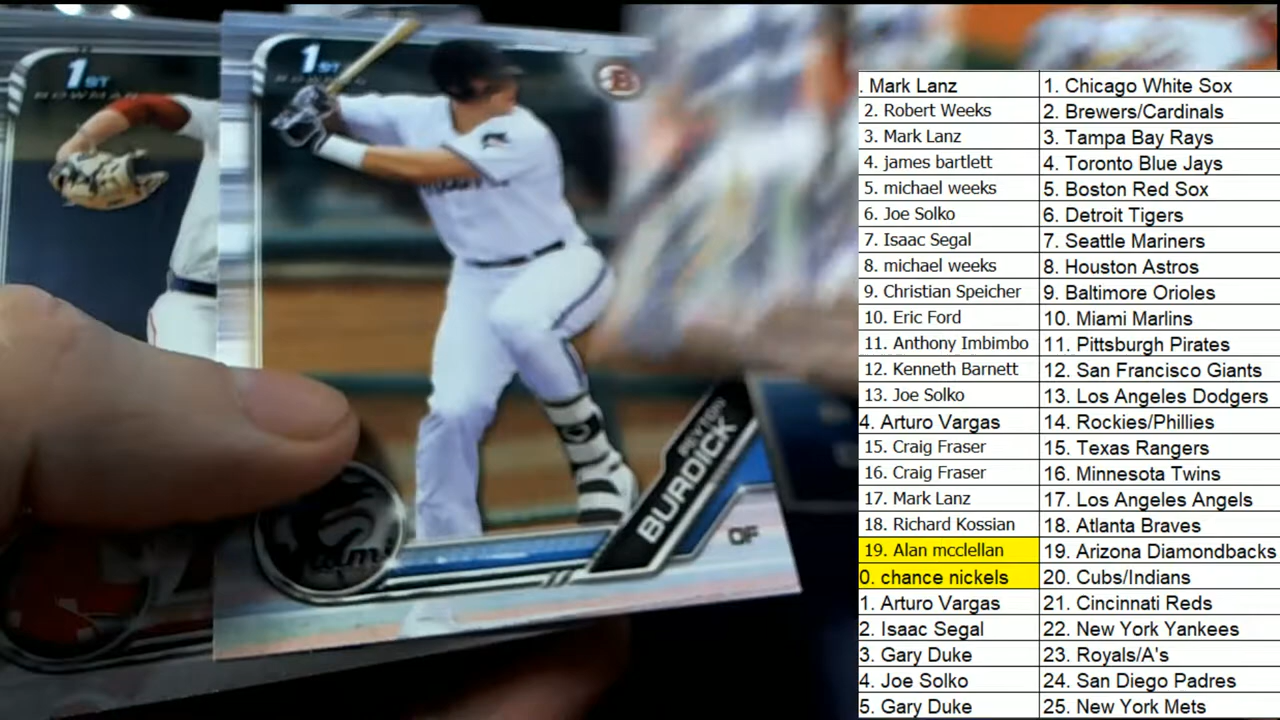 1ST
BOWMAN
1ST
B
PEYTON
BURDICK
OF
. Mark Lanz 1. Chicago White Sox
2. Robert Weeks 2. Brewers/Cardinals
3. Mark Lanz 3. Tampa Bay Rays
4. james bartlett 4. Toronto Blue Jays
5. michael weeks 5. Boston Red Sox
6. Joe Solko 6. Detroit Tigers
7. Isaac Segal 7. Seattle Mariners
8. michael weeks 8. Houston Astros
9. Christian Speicher 9. Baltimore Orioles
10. Eric Ford 10. Miami Marlins
11. Anthony Imbimbo 11. Pittsburgh Pirates
12. Kenneth Barnett 12. San Francisco Giants
13. Joe Solko 13. Los Angeles Dodgers
4. Arturo Vargas 14. Rockies/Phillies
15. Craig Fraser 15. Texas Rangers
16. Craig Fraser 16. Minnesota Twins
17. Mark Lanz 17. Los Angeles Angels
18. Richard Kossian 18. Atlanta Braves
19. Alan mcclellan 19. Arizona Diamondbacks
0. chance nickels 20. Cubs/Indians
1. Arturo Vargas 21. Cincinnati Reds
2. Isaac Segal 22. New York Yankees
3. Gary Duke 23. Royals/A's
4. Joe Solko 24. San Diego Padres
5. Gary Duke 25. New York Mets